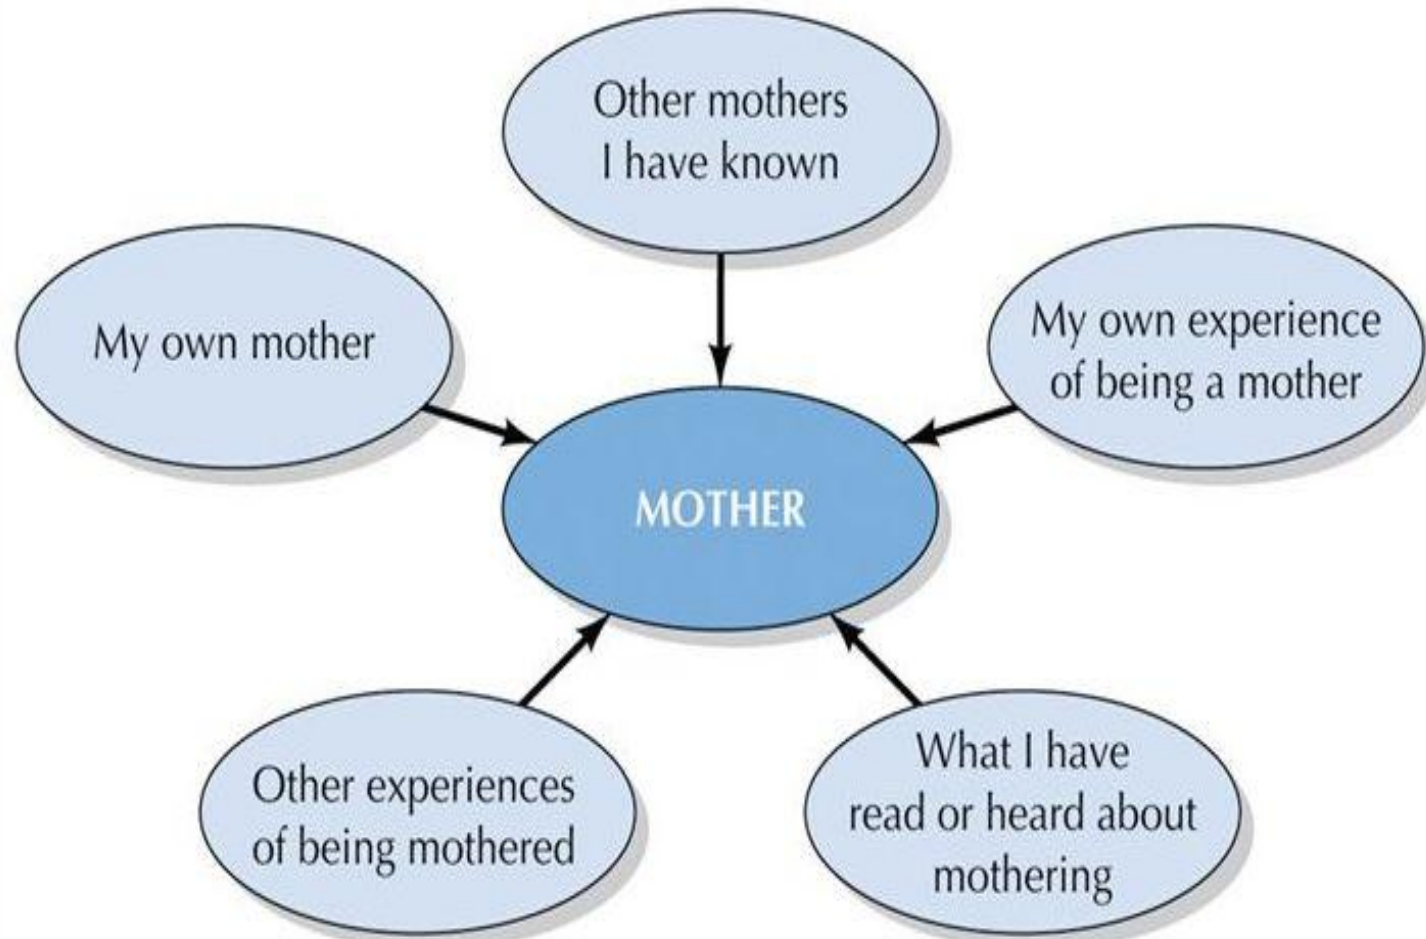 Other mothers
I have known
My own mother
My own experience
of being a mother
MOTHER
Other experiences
of being mothered
What I have
read or heard about
mothering